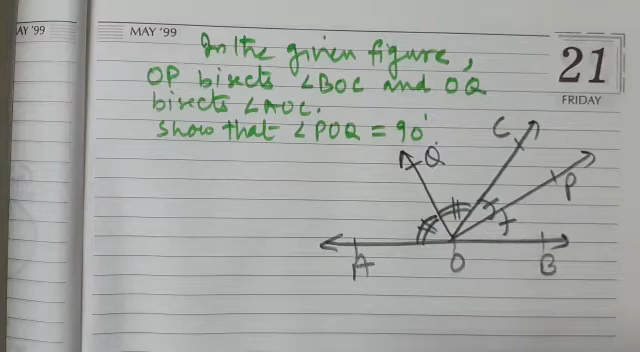 AY '99
MAY '99
21
FRIDAY
In the given figure,
OP bisects ∠BOC and OQ
bisects ∠AOC.
Show that ∠POQ = 90°.
C
Q
P
A
O
B